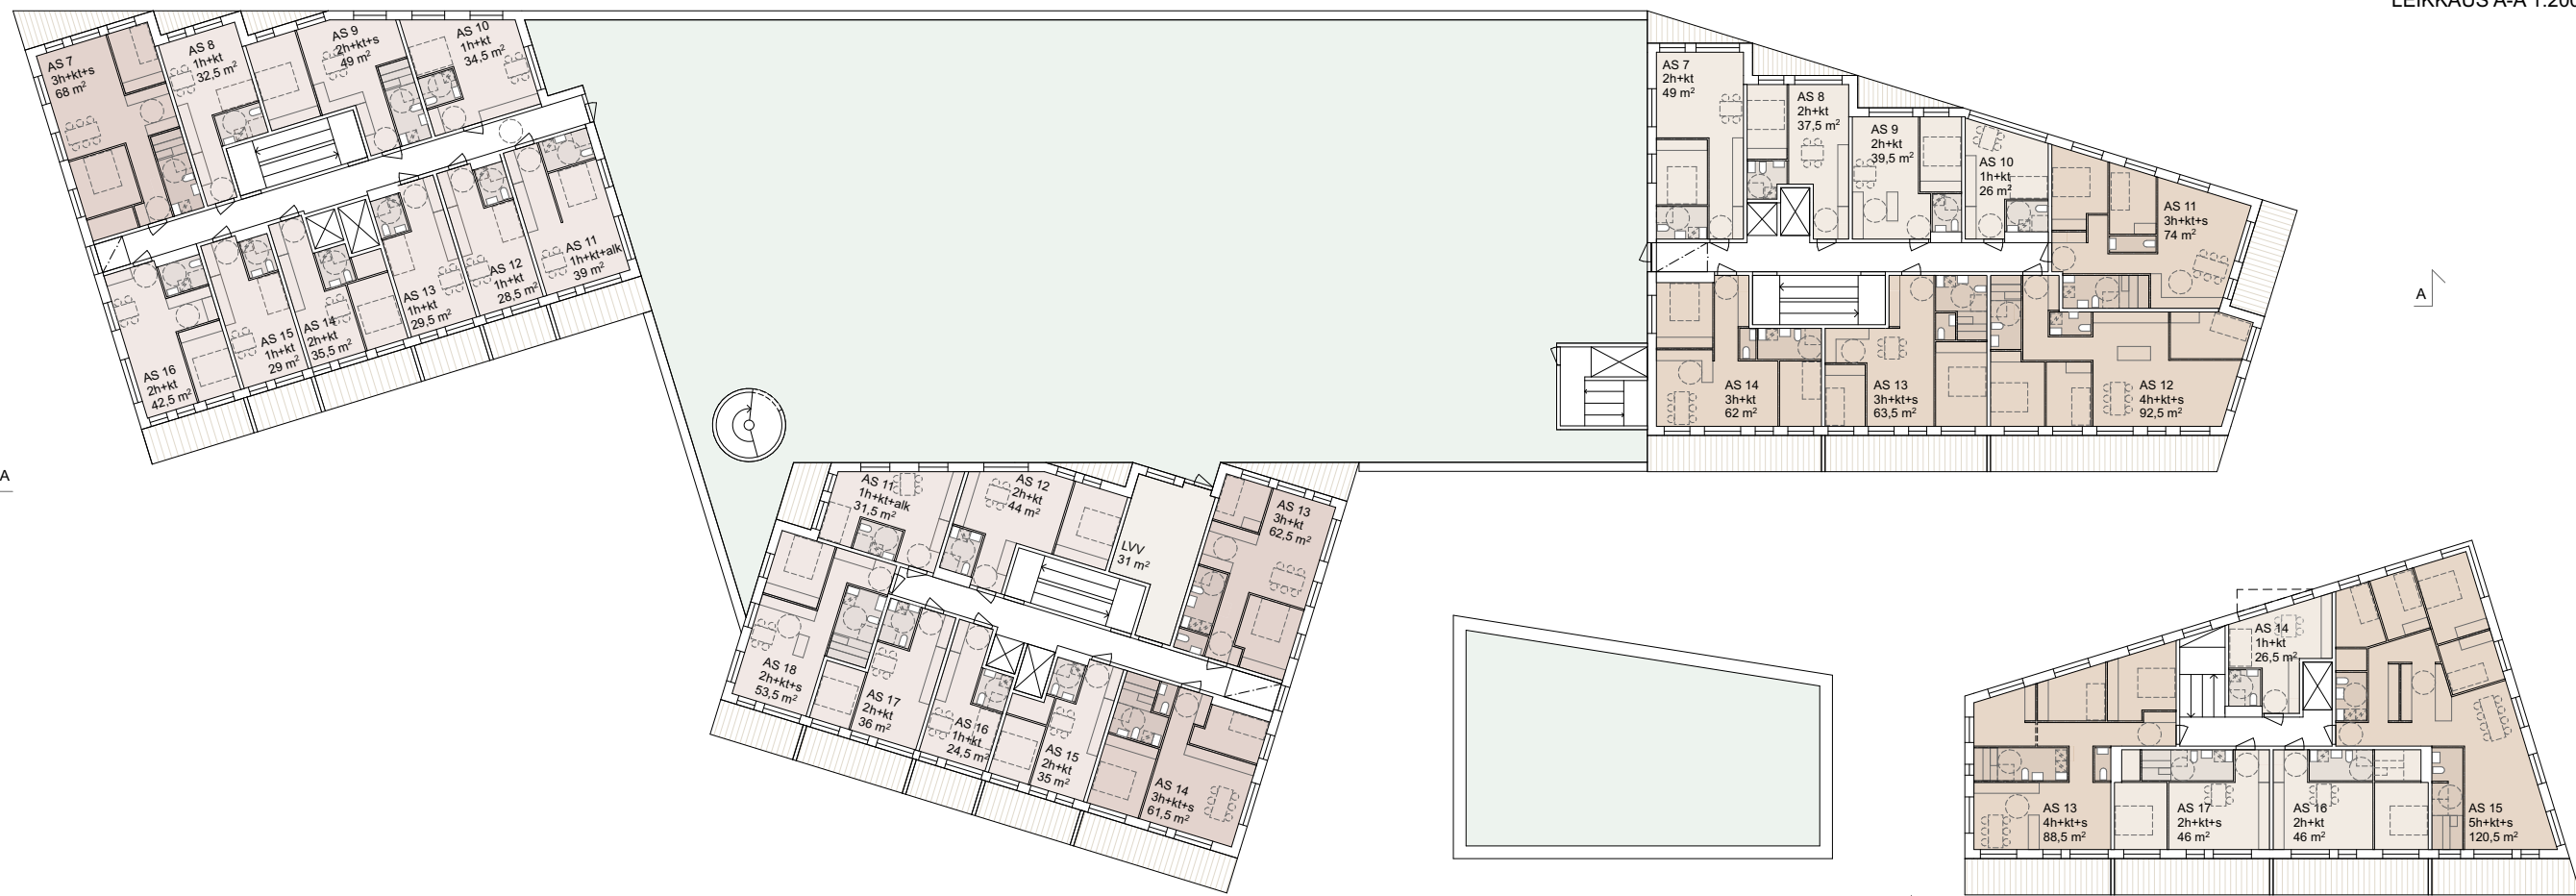 LEIKKAUS A-A 1:200
AS 7
3h+kt+s
68 m²
AS 8
1h+kt
32,5 m²
AS 9
2h+kt+s
49 m²
AS 10
1h+kt
34,5 m²
AS 11
1h+kt+alk
39 m²
AS 12
1h+kt
28,5 m²
AS 13
1h+kt
29,5 m²
AS 14
2h+kt
35,5 m²
AS 15
1h+kt
29 m²
AS 16
2h+kt
42,5 m²
AS 7
2h+kt
49 m²
AS 8
2h+kt
37,5 m²
AS 9
2h+kt
39,5 m²
AS 10
1h+kt
26 m²
AS 11
3h+kt+s
74 m²
AS 14
3h+kt
62 m²
AS 13
3h+kt+s
63,5 m²
AS 12
4h+kt+s
92,5 m²
A
A
AS 11
1h+kt+alk
31,5 m²
AS 12
2h+kt
44 m²
LVV
31 m²
AS 13
3h+kt
62,5 m²
AS 18
2h+kt+s
53,5 m²
AS 17
2h+kt
36 m²
AS 16
1h+kt
24,5 m²
AS 15
2h+kt
35 m²
AS 14
3h+kt+s
61,5 m²
AS 14
1h+kt
26,5 m²
AS 13
4h+kt+s
88,5 m²
AS 17
2h+kt+s
46 m²
AS 16
2h+kt
46 m²
AS 15
5h+kt+s
120,5 m²